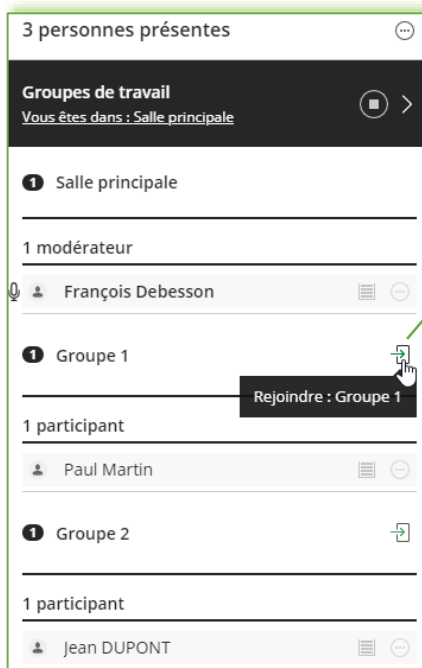 3 personnes présentes
Groupes de travail
Vous êtes dans : Salle principale
1 Salle principale
1 modérateur
François Debesson
1 Groupe 1
Rejoindre : Groupe 1
1 participant
Paul Martin
1 Groupe 2
1 participant
Jean DUPONT